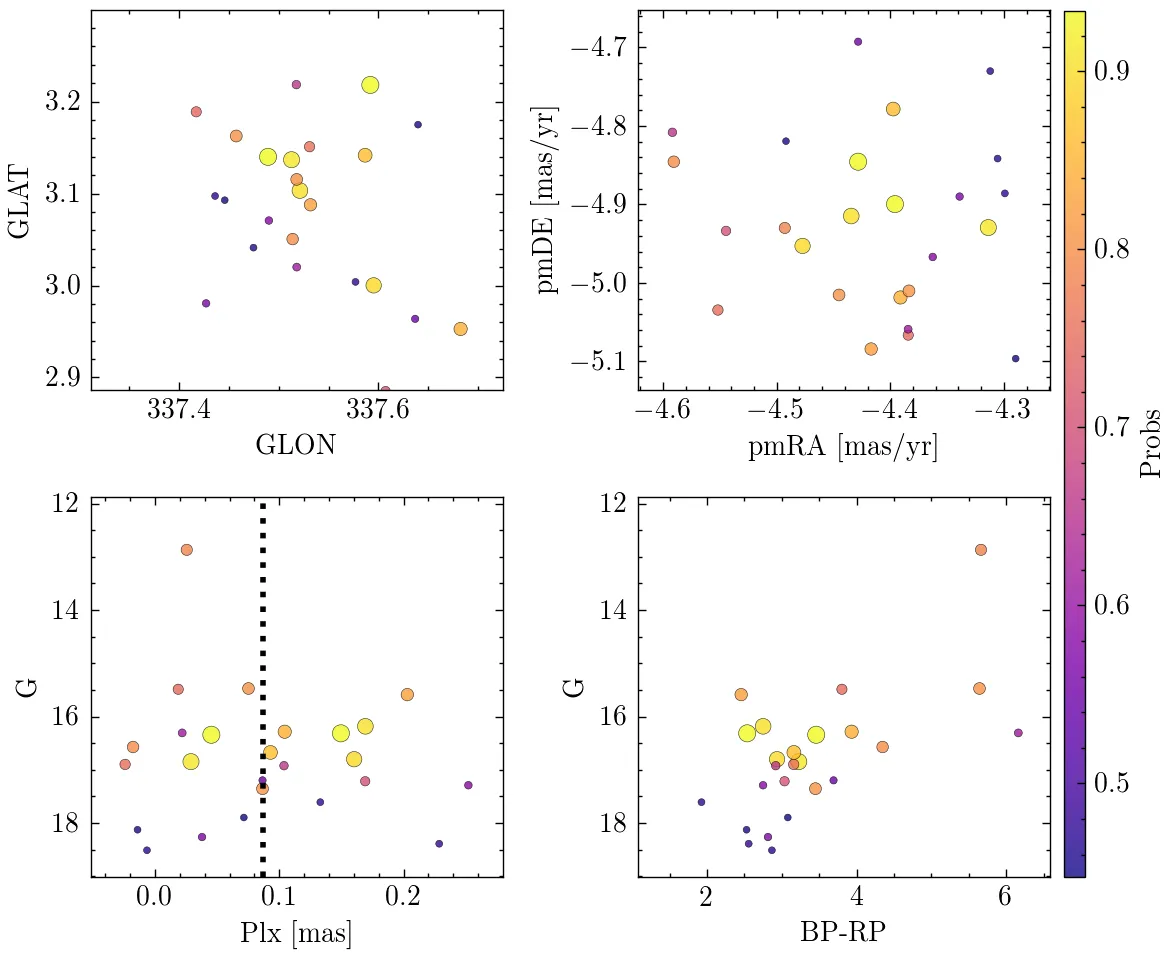 3.2
3.1
3.0
2.9
GLAT
337.4 337.6
GLON
−4.7
−4.8
−4.9
−5.0
−5.1
pmDE [mas/yr]
−4.6 −4.5 −4.4 −4.3
pmRA [mas/yr]
0.9
0.8
0.7
0.6
0.5
Probs
12
14
16
18
G
0.0 0.1 0.2
Plx [mas]
12
14
16
18
G
2 4 6
BP-RP